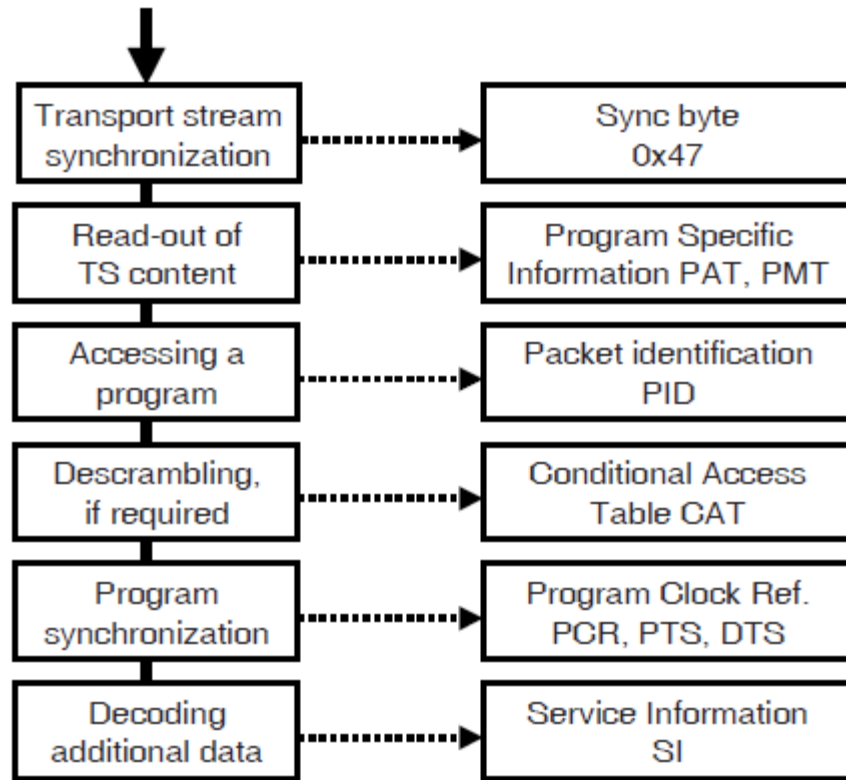 Transport stream
synchronization
Sync byte
0x47
Read-out of
TS content
Program Specific
Information PAT, PMT
Accessing a
program
Packet identification
PID
Descrambling,
if required
Conditional Access
Table CAT
Program
synchronization
Program Clock Ref.
PCR, PTS, DTS
Decoding
additional data
Service Information
SI